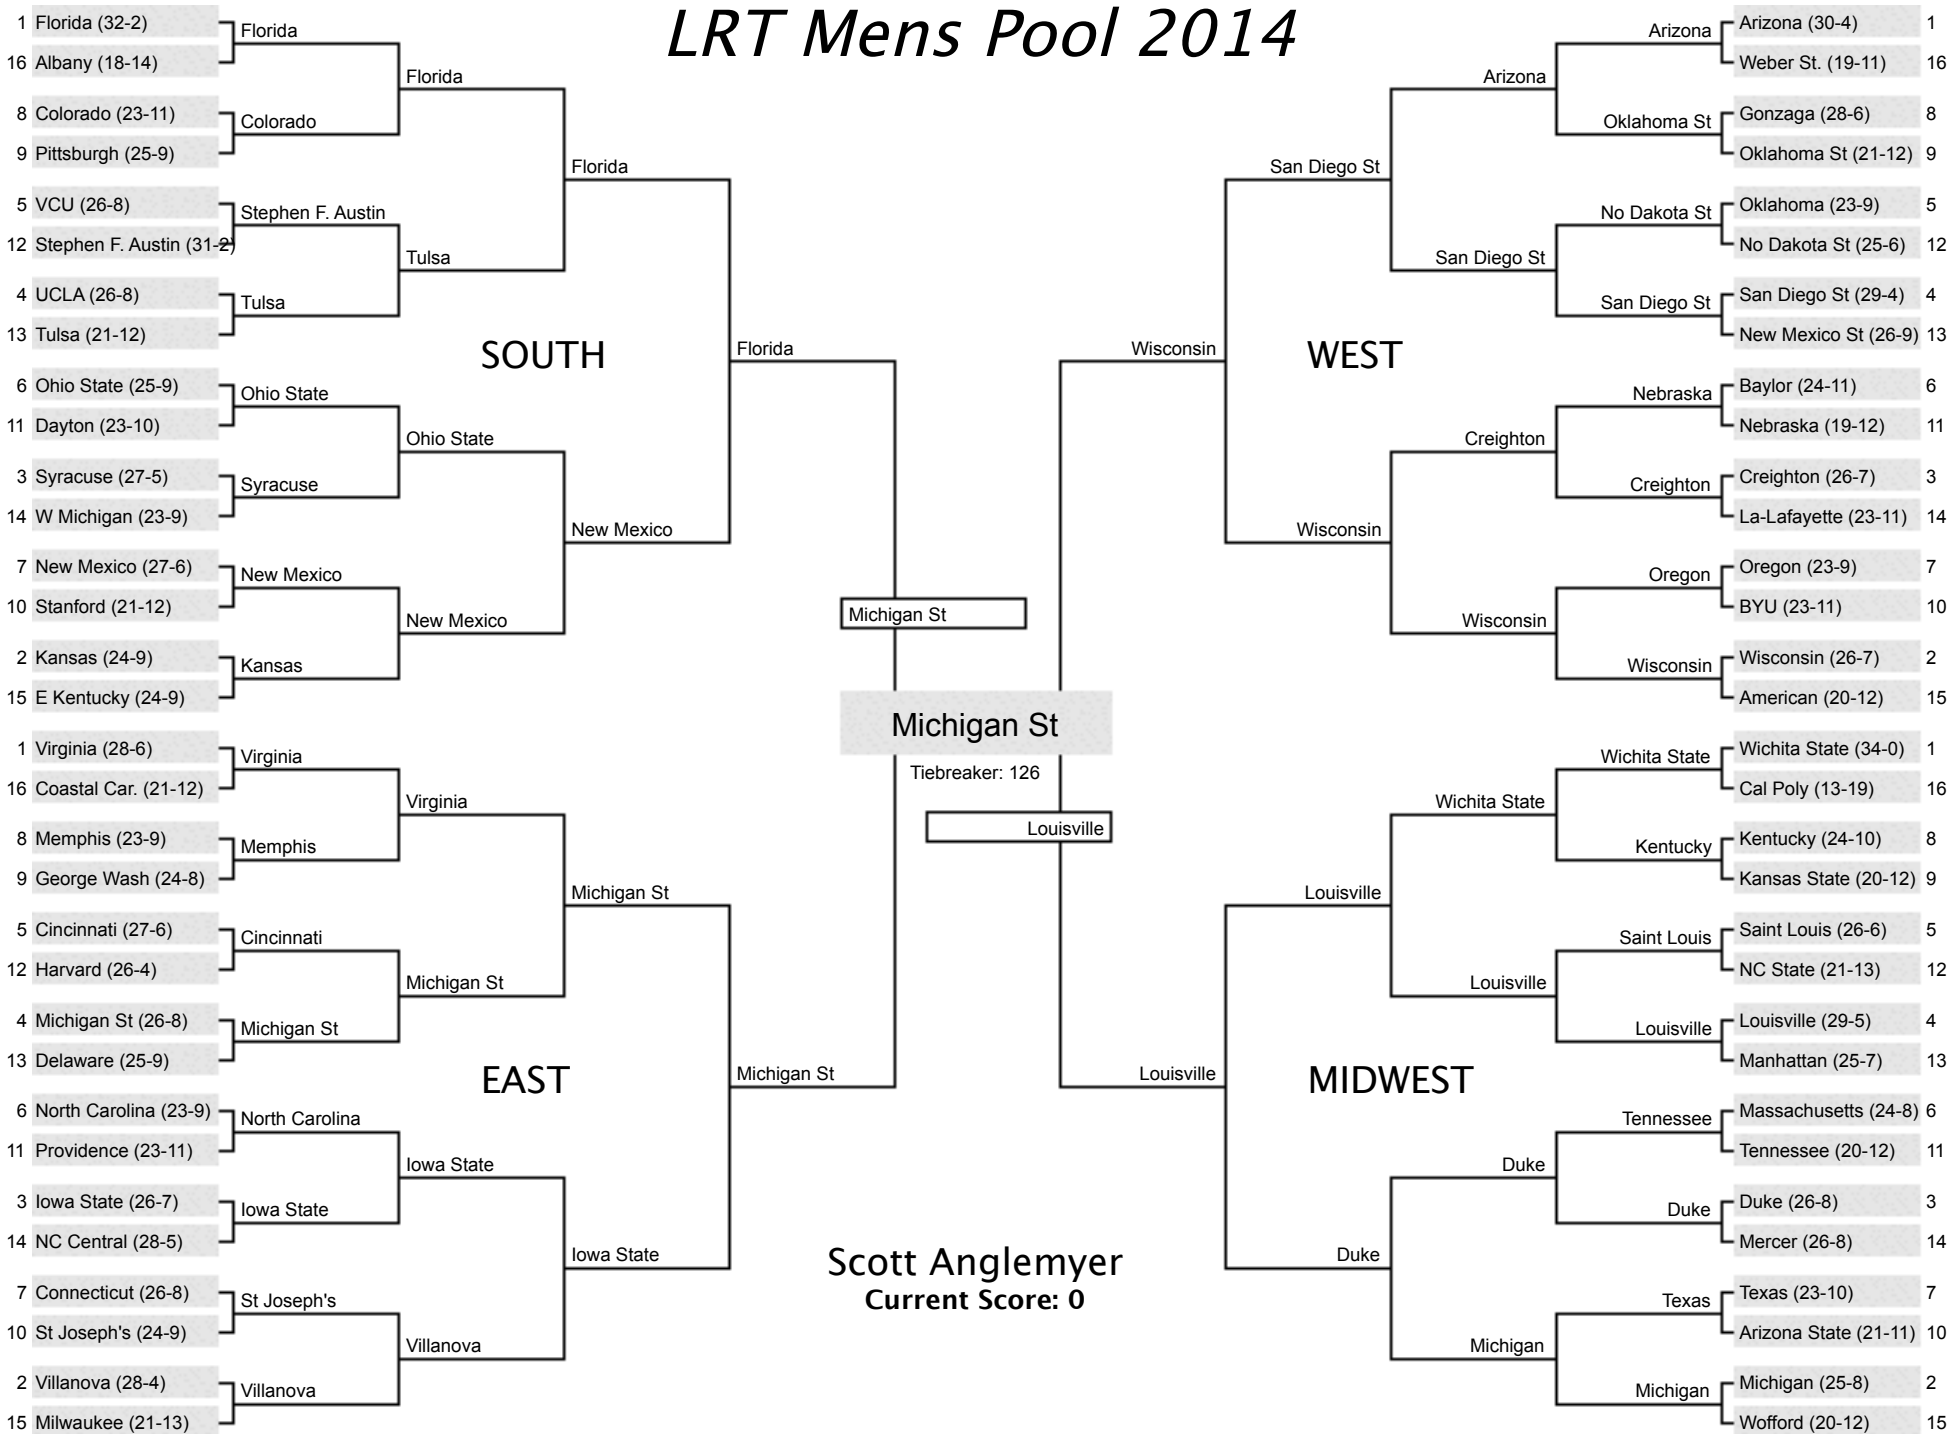 LRT Mens Pool 2014
1 Florida (32-2)
Florida
16 Albany (18-14)
Florida
8 Colorado (23-11)
Colorado
9 Pittsburgh (25-9)
Florida
5 VCU (26-8)
Stephen F. Austin
12 Stephen F. Austin (31-2)
Tulsa
4 UCLA (26-8)
Tulsa
13 Tulsa (21-12)
SOUTH
Florida
6 Ohio State (25-9)
Ohio State
11 Dayton (23-10)
Ohio State
3 Syracuse (27-5)
Syracuse
14 W Michigan (23-9)
New Mexico
7 New Mexico (27-6)
New Mexico
10 Stanford (21-12)
New Mexico
2 Kansas (24-9)
Kansas
15 E Kentucky (24-9)
1 Virginia (28-6)
Virginia
16 Coastal Car. (21-12)
Virginia
8 Memphis (23-9)
Memphis
9 George Wash (24-8)
Michigan St
5 Cincinnati (27-6)
Cincinnati
12 Harvard (26-4)
Michigan St
4 Michigan St (26-8)
Michigan St
13 Delaware (25-9)
EAST
Michigan St
6 North Carolina (23-9)
North Carolina
11 Providence (23-11)
Iowa State
3 Iowa State (26-7)
Iowa State
14 NC Central (28-5)
Iowa State
7 Connecticut (26-8)
St Joseph's
10 St Joseph's (24-9)
Villanova
2 Villanova (28-4)
Villanova
15 Milwaukee (21-13)
Michigan St
Michigan St
Tiebreaker: 126
Louisville
Scott Anglemyer
Current Score: 0
Arizona (30-4) 1
Arizona
Weber St. (19-11) 16
Arizona
Gonzaga (28-6) 8
Oklahoma St
Oklahoma St (21-12) 9
San Diego St
Oklahoma (23-9) 5
No Dakota St
No Dakota St (25-6) 12
San Diego St
San Diego St (29-4) 4
San Diego St
New Mexico St (26-9) 13
Wisconsin
WEST
Baylor (24-11) 6
Nebraska
Nebraska (19-12) 11
Creighton
Creighton (26-7) 3
Creighton
La-Lafayette (23-11) 14
Wisconsin
Oregon (23-9) 7
Oregon
BYU (23-11) 10
Wisconsin
Wisconsin (26-7) 2
Wisconsin
American (20-12) 15
Wichita State (34-0) 1
Wichita State
Cal Poly (13-19) 16
Wichita State
Kentucky (24-10) 8
Kentucky
Kansas State (20-12) 9
Louisville
Saint Louis (26-6) 5
Saint Louis
NC State (21-13) 12
Louisville
Louisville (29-5) 4
Louisville
Manhattan (25-7) 13
Louisville
MIDWEST
Massachusetts (24-8) 6
Tennessee
Tennessee (20-12) 11
Duke
Duke (26-8) 3
Duke
Mercer (26-8) 14
Duke
Texas (23-10) 7
Texas
Arizona State (21-11) 10
Michigan
Michigan (25-8) 2
Michigan
Wofford (20-12) 15